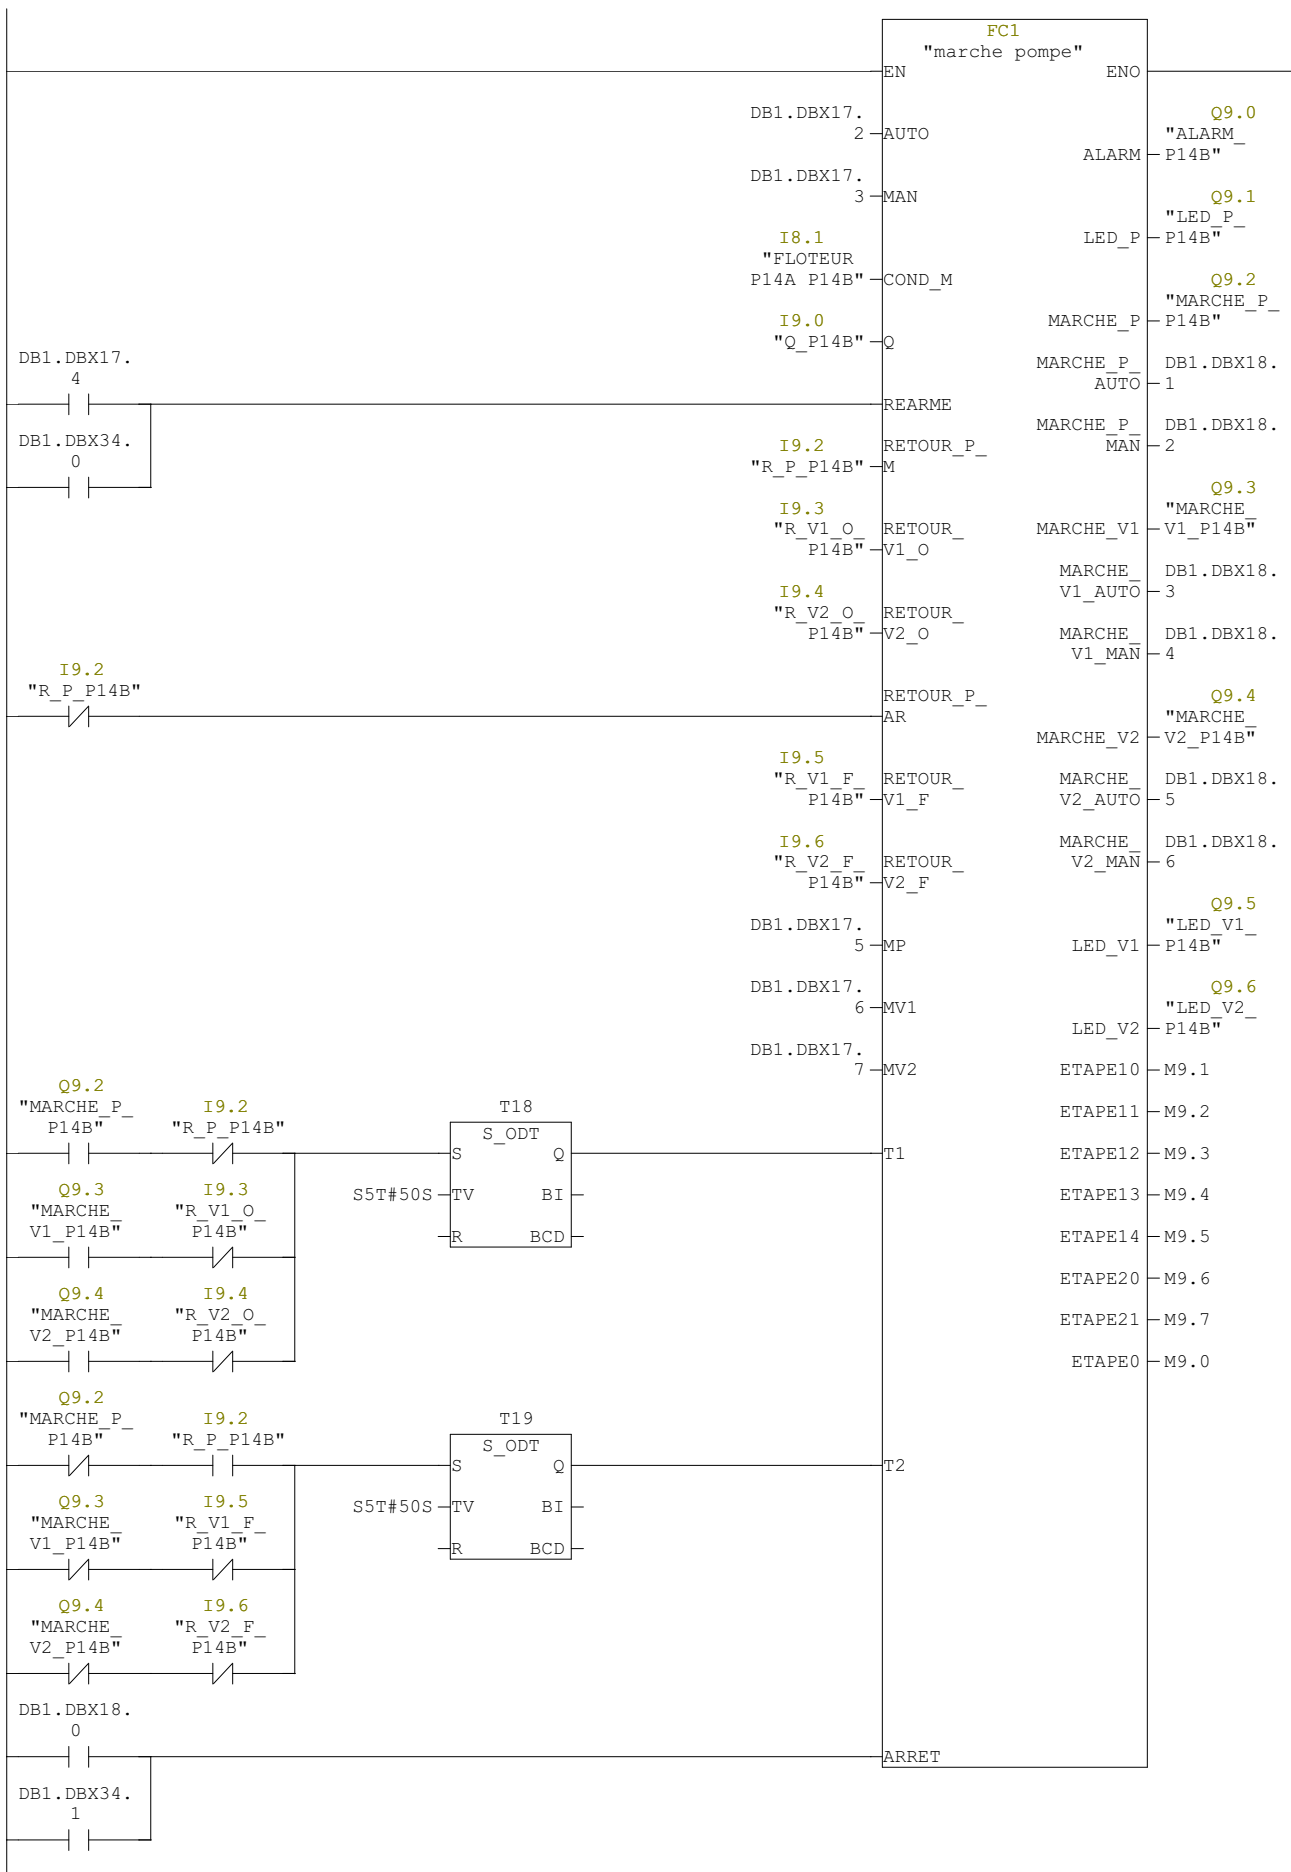 FC1
"marche pompe"
EN
ENO
DB1.DBX17.
2
AUTO
Q9.0
"ALARM_
P14B"
ALARM
DB1.DBX17.
3
MAN
Q9.1
"LED_P_
P14B"
LED_P
I8.1
"FLOTEUR
P14A P14B"
COND_M
Q9.2
"MARCHE_P_
P14B"
MARCHE_P
I9.0
"Q_P14B"
Q
MARCHE_P_
AUTO
DB1.DBX18.
1
DB1.DBX17.
4
REARME
DB1.DBX34.
0
MARCHE_P_
MAN
DB1.DBX18.
2
I9.2
"R_P_P14B"
RETOUR_P_
M
Q9.3
"MARCHE_
V1_P14B"
MARCHE_V1
I9.3
"R_V1_O_
P14B"
RETOUR_
V1_O
MARCHE_
V1_AUTO
DB1.DBX18.
3
I9.4
"R_V2_O_
P14B"
RETOUR_
V2_O
MARCHE_
V1_MAN
DB1.DBX18.
4
I9.2
"R_P_P14B"
RETOUR_P_
AR
Q9.4
"MARCHE_
V2_P14B"
MARCHE_V2
I9.5
"R_V1_F_
P14B"
RETOUR_
V1_F
MARCHE_
V2_AUTO
DB1.DBX18.
5
I9.6
"R_V2_F_
P14B"
RETOUR_
V2_F
MARCHE_
V2_MAN
DB1.DBX18.
6
DB1.DBX17.
5
MP
Q9.5
"LED_V1_
P14B"
LED_V1
DB1.DBX17.
6
MV1
Q9.6
"LED_V2_
P14B"
LED_V2
DB1.DBX17.
7
MV2
ETAPE10
M9.1
ETAPE11
M9.2
Q9.2
"MARCHE_P_
P14B"
I9.2
"R_P_P14B"
T18
S_ODT
S
Q
T1
ETAPE12
M9.3
S5T#50S
TV
BI
ETAPE13
M9.4
R
BCD
ETAPE14
M9.5
Q9.3
"MARCHE_
V1_P14B"
I9.3
"R_V1_O_
P14B"
ETAPE20
M9.6
ETAPE21
M9.7
ETAPE0
M9.0
Q9.4
"MARCHE_
V2_P14B"
I9.4
"R_V2_O_
P14B"
Q9.2
"MARCHE_P_
P14B"
I9.2
"R_P_P14B"
T19
S_ODT
S
Q
T2
S5T#50S
TV
BI
R
BCD
Q9.3
"MARCHE_
V1_P14B"
I9.5
"R_V1_F_
P14B"
Q9.4
"MARCHE_
V2_P14B"
I9.6
"R_V2_F_
P14B"
DB1.DBX18.
0
ARRET
DB1.DBX34.
1